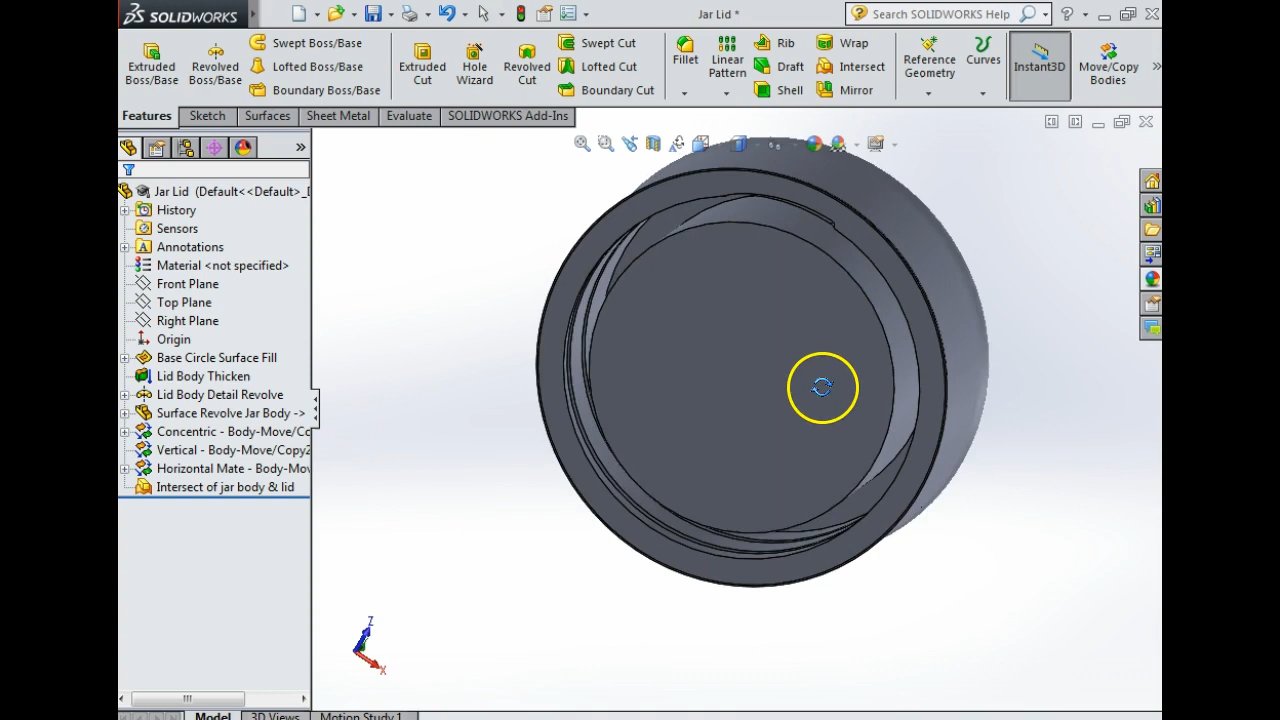 SOLIDWORKS
Jar Lid *
Search SOLIDWORKS Help
Extruded Boss/Base
Revolved Boss/Base
Swept Boss/Base
Lofted Boss/Base
Boundary Boss/Base
Extruded Cut
Hole Wizard
Revolved Cut
Swept Cut
Lofted Cut
Boundary Cut
Fillet
Linear Pattern
Rib
Draft
Shell
Wrap
Intersect
Mirror
Reference Geometry
Curves
Instant3D
Move/Copy Bodies
Features
Sketch
Surfaces
Sheet Metal
Evaluate
SOLIDWORKS Add-Ins
Jar Lid (Default<<Default>_D
History
Sensors
Annotations
Material <not specified>
Front Plane
Top Plane
Right Plane
Origin
Base Circle Surface Fill
Lid Body Thicken
Lid Body Detail Revolve
Surface Revolve Jar Body ->
Concentric - Body-Move/Co
Vertical - Body-Move/Copy2
Horizontal Mate - Body-Mov
Intersect of jar body & lid
Z
X
Model
3D Views
Motion Study 1